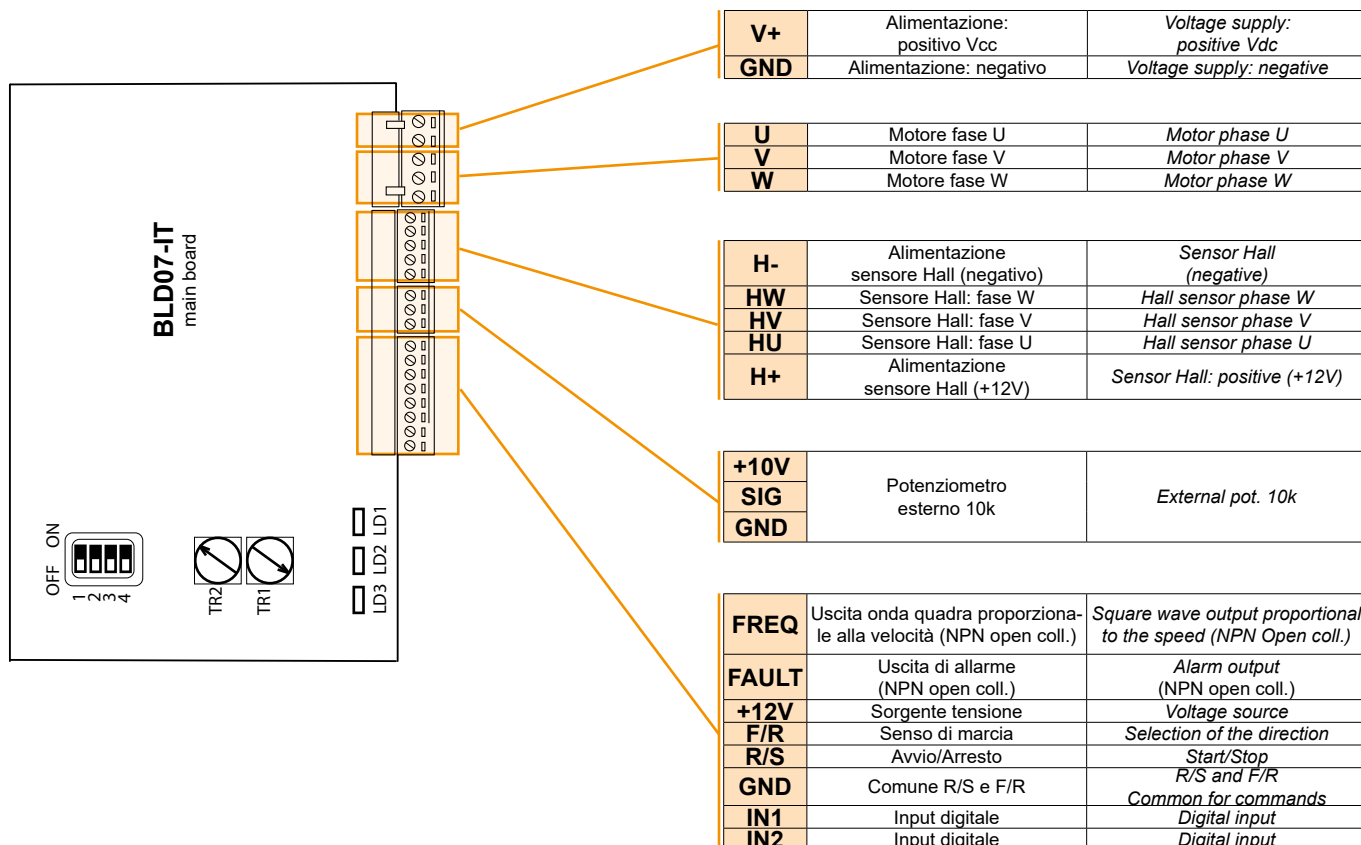 V+
Alimentazione:
positivo Vcc
Voltage supply:
positive Vdc
GND
Alimentazione: negativo
Voltage supply: negative
U
Motore fase U
Motor phase U
V
Motore fase V
Motor phase V
W
Motore fase W
Motor phase W
BLD07-IT
main board
H-
Alimentazione
sensore Hall (negativo)
Sensor Hall
(negative)
HW
Sensore Hall: fase W
Hall sensor phase W
HV
Sensore Hall: fase V
Hall sensor phase V
HU
Sensore Hall: fase U
Hall sensor phase U
H+
Alimentazione
sensore Hall (+12V)
Sensor Hall: positive (+12V)
+10V
SIG
GND
Potenziometro
esterno 10k
External pot. 10k
OFF ON
1 2 3 4
TR2
TR1
LD1
LD2
LD3
FREQ
Uscita onda quadra proporziona-
le alla velocità (NPN open coll.)
Square wave output proportional
to the speed (NPN Open coll.)
FAULT
Uscita di allarme
(NPN open coll.)
Alarm output
(NPN open coll.)
+12V
Sorgente tensione
Voltage source
F/R
Senso di marcia
Selection of the direction
R/S
Avvio/Arresto
Start/Stop
GND
Comune R/S e F/R
R/S and F/R
Common for commands
IN1
Input digitale
Digital input
IN2
Input digitale
Digital input